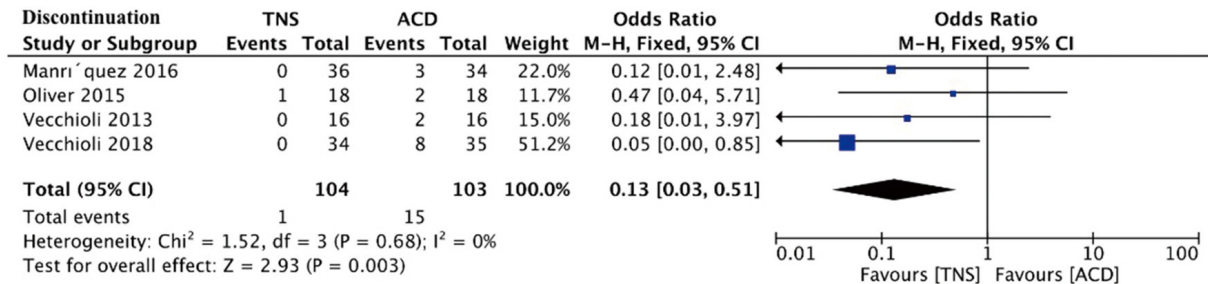 Discontinuation TNS ACD Odds Ratio Odds Ratio
Study or Subgroup Events Total Events Total Weight M-H, Fixed, 95% CI M-H, Fixed, 95% CI
Manrı´quez 2016 0 36 3 34 22.0% 0.12 [0.01, 2.48]
Oliver 2015 1 18 2 18 11.7% 0.47 [0.04, 5.71]
Vecchioli 2013 0 16 2 16 15.0% 0.18 [0.01, 3.97]
Vecchioli 2018 0 34 8 35 51.2% 0.05 [0.00, 0.85]
Total (95% CI) 104 103 100.0% 0.13 [0.03, 0.51]
Total events 1 15
Heterogeneity: Chi² = 1.52, df = 3 (P = 0.68); I² = 0%
Test for overall effect: Z = 2.93 (P = 0.003)
0.01 0.1 1 10 100
Favours [TNS] Favours [ACD]